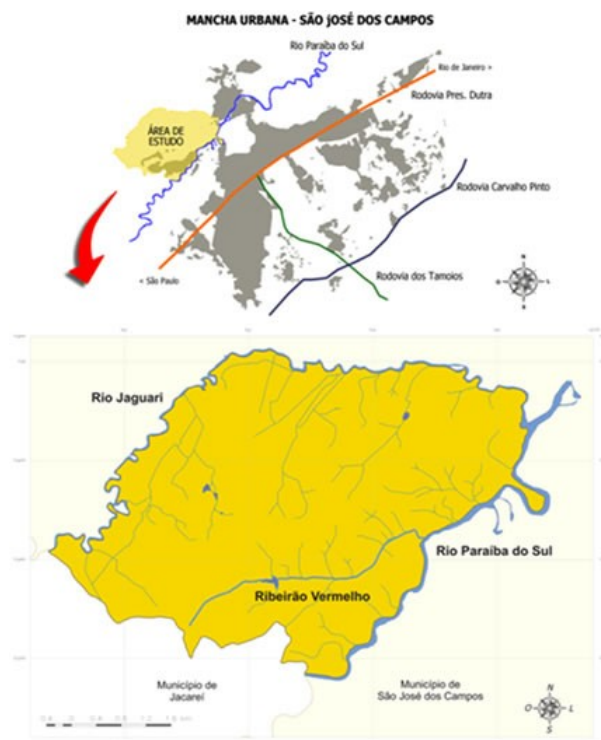 MANCHA URBANA - SÃO jOSÉ DOS CAMPOS
Rio Paraíba do Sul
Rio de Janeiro >
Rodovia Pres. Dutra
ÁREA DE
ESTUDO
Rodovia Carvalho Pinto
Rodovia dos Tamoios
< São Paulo
N
O
L
S
Rio Jaguari
Rio Paraíba do Sul
Ribeirão Vermelho
Município de
Jacareí
Município de
São José dos Campos
N
O
L
S